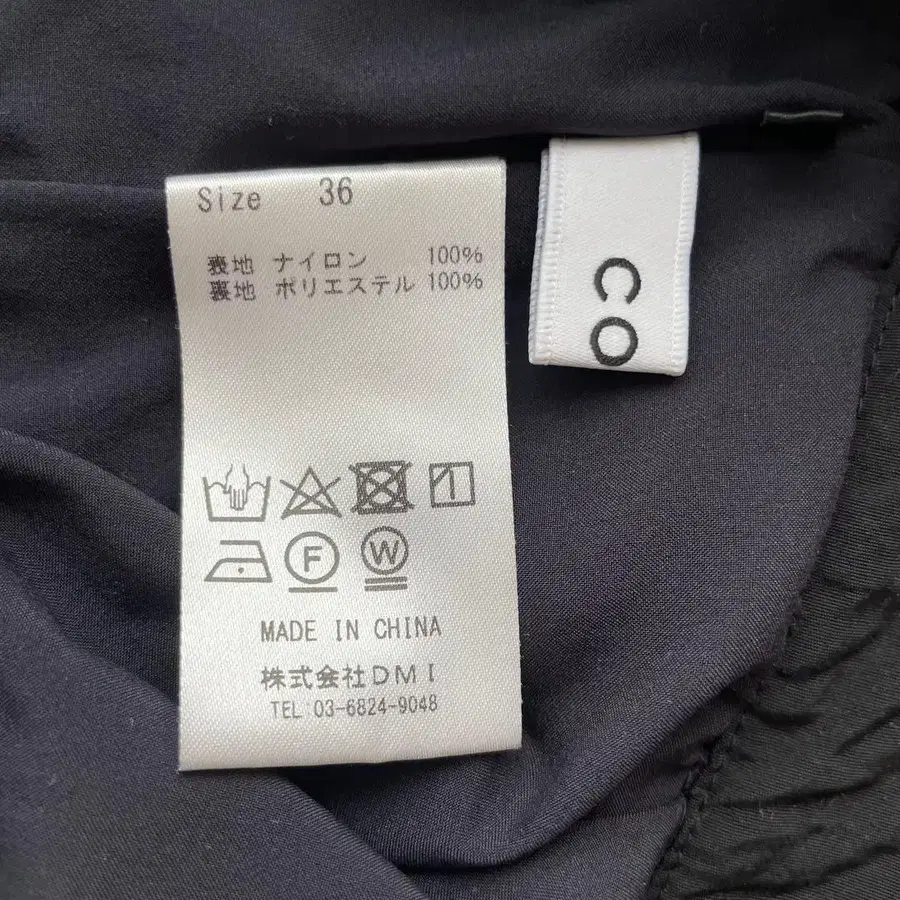 Size 36
表地 ナイロン 100%
裏地 ポリエステル 100%
F
W
MADE IN CHINA
株式会社DMI
TEL 03-6824-9048
CO